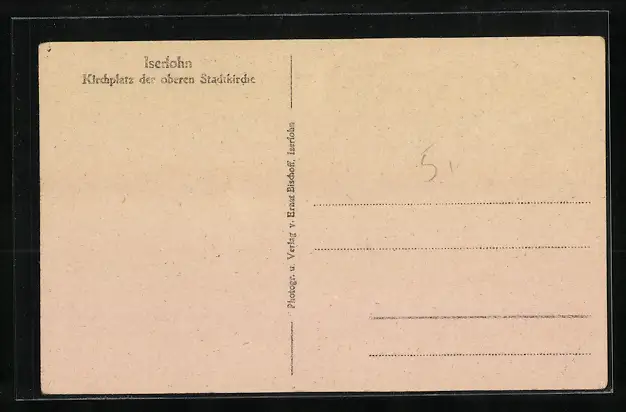 Iserlohn
Kirchplatz der oberen Stadtkirche
Photogr. u. Verlag v. Ernst Bischoff, Iserlohn
5.